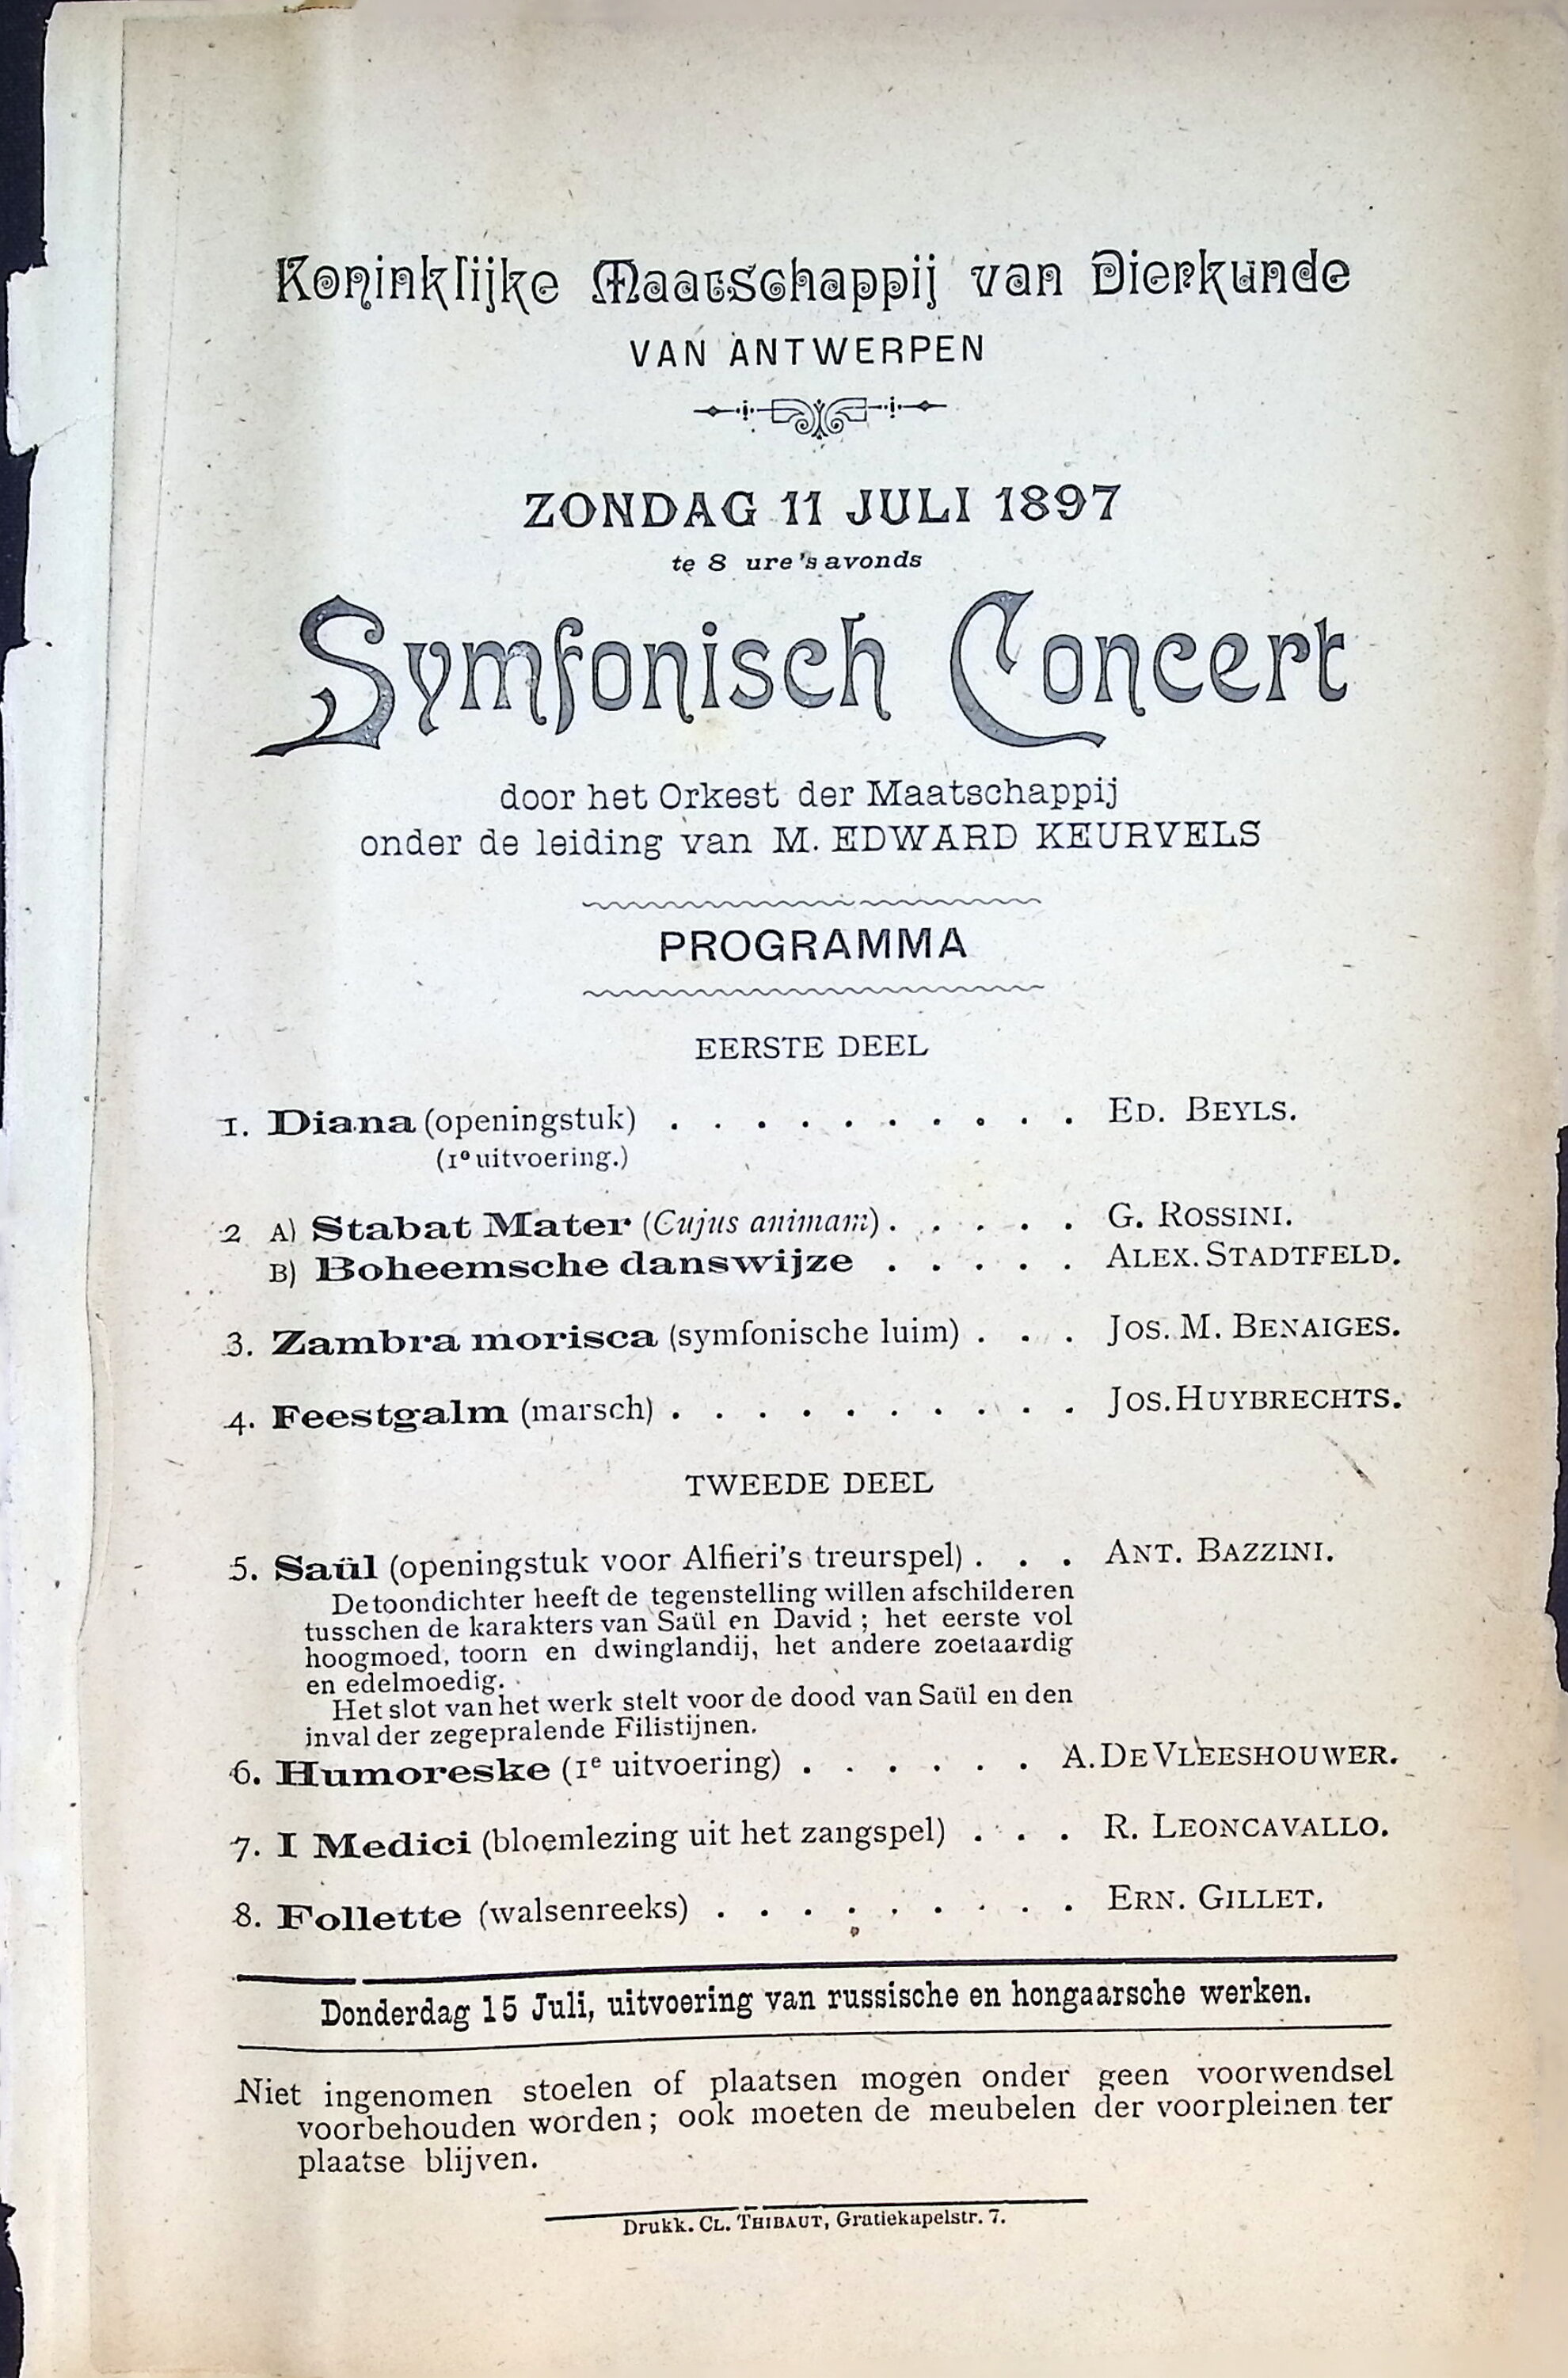 Koninklijke Maatschappij van Dierkunde
VAN ANTWERPEN
ZONDAG 11 JULI 1897
te 8 ure 's avonds
Symfonisch Concert
door het Orkest der Maatschappij
onder de leiding van M. EDWARD KEURVELS
PROGRAMMA
EERSTE DEEL
1. Diana (openingstuk) . . . . . . . . . . ED. BEYLS.
(1e uitvoering.)
2 A) Stabat Mater (Cujus animam) . . . . . G. ROSSINI.
B) Boheemsche danswijze . . . . . ALEX. STADTFELD.
3. Zambra morisca (symfonische luim) . . . JOS. M. BENAIGES.
4. Feestgalm (marsch) . . . . . . . . . . JOS. HUYBRECHTS.
TWEEDE DEEL
5. Saül (openingstuk voor Alfieri's treurspel) . . . ANT. BAZZINI.
De toondichter heeft de tegenstelling willen afschilderen
tusschen de karakters van Saül en David ; het eerste vol
hoogmoed, toorn en dwinglandij, het andere zoetaardig
en edelmoedig.
Het slot van het werk stelt voor de dood van Saül en den
inval der zegepralende Filistijnen.
6. Humoreske (1e uitvoering) . . . . . . A. DE VLEESHOUWER.
7. I Medici (bloemlezing uit het zangspel) . . . R. LEONCAVALLO.
8. Follette (walsenreeks) . . . . . . . . . ERN. GILLET.
Donderdag 15 Juli, uitvoering van russische en hongaarsche werken.
Niet ingenomen stoelen of plaatsen mogen onder geen voorwendsel
voorbehouden worden ; ook moeten de meubelen der voorpleinen ter
plaatse blijven.
Drukk. CL. THIBAUT, Gratiekapelstr. 7.